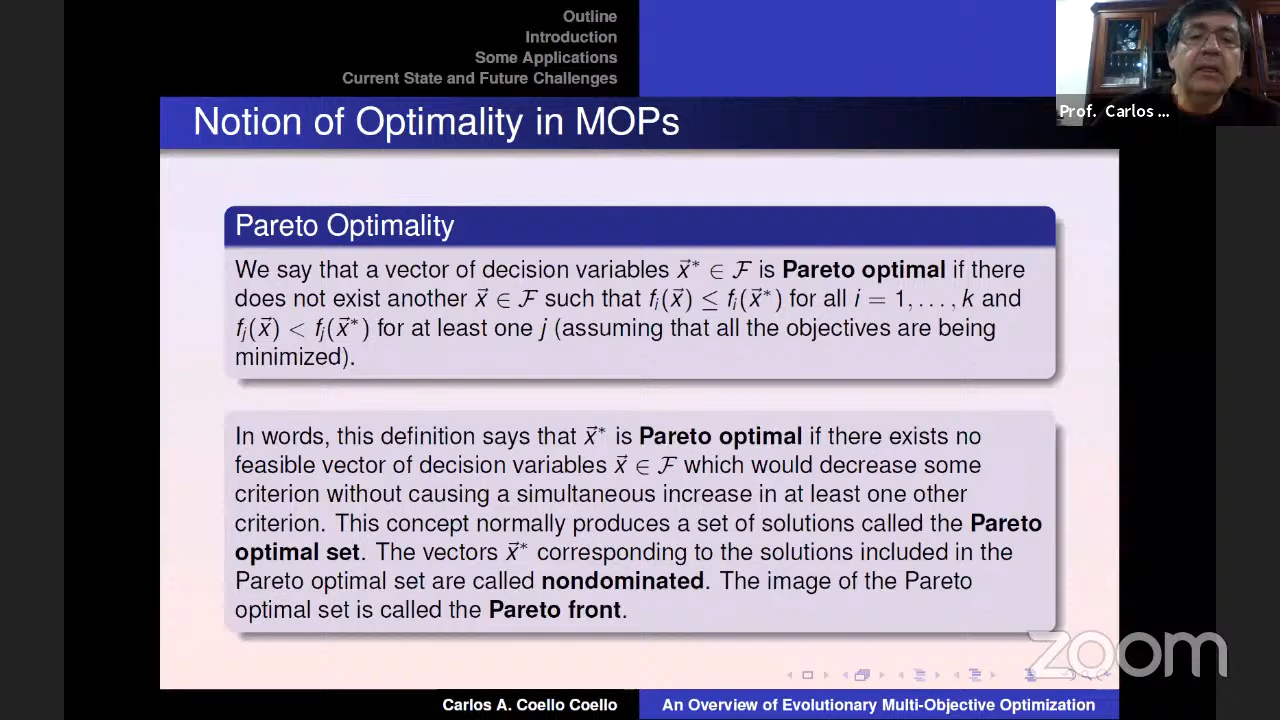 Outline
Introduction
Some Applications
Current State and Future Challenges
Prof. Carlos ...
Notion of Optimality in MOPs
Pareto Optimality
We say that a vector of decision variables x⃗* ∈ ℱ is Pareto optimal if there
does not exist another x⃗ ∈ ℱ such that fᵢ(x⃗) ≤ fᵢ(x⃗*) for all i = 1, . . . , k and
fⱼ(x⃗) < fⱼ(x⃗*) for at least one j (assuming that all the objectives are being
minimized).
In words, this definition says that x⃗* is Pareto optimal if there exists no
feasible vector of decision variables x⃗ ∈ ℱ which would decrease some
criterion without causing a simultaneous increase in at least one other
criterion. This concept normally produces a set of solutions called the Pareto
optimal set. The vectors x⃗* corresponding to the solutions included in the
Pareto optimal set are called nondominated. The image of the Pareto
optimal set is called the Pareto front.
zoom
Carlos A. Coello Coello
An Overview of Evolutionary Multi-Objective Optimization